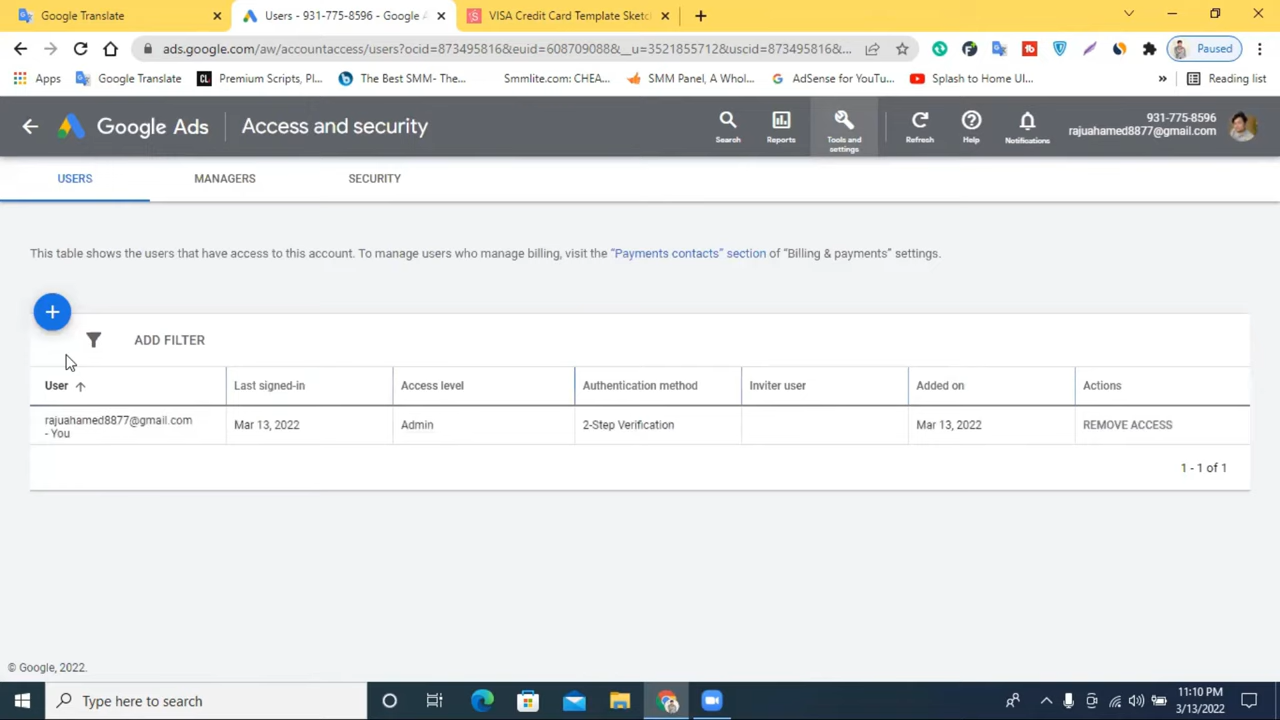 Google Translate
Users - 931-775-8596 - Google A
VISA Credit Card Template Sketch
ads.google.com/aw/accountaccess/users?ocid=873495816&euid=608709088&__u=3521855712&uscid=873495816&...
Paused
Apps
Google Translate
Premium Scripts, Pl...
The Best SMM- The...
Smmlite.com: CHEA...
SMM Panel, A Whol...
AdSense for YouTu...
Splash to Home UI...
»
Reading list
Google Ads
Access and security
Search
Reports
Tools and
settings
Refresh
Help
Notifications
931-775-8596
rajuahamed8877@gmail.com
USERS
MANAGERS
SECURITY
This table shows the users that have access to this account. To manage users who manage billing, visit the “Payments contacts” section of “Billing & payments” settings.
ADD FILTER
User
Last signed-in
Access level
Authentication method
Inviter user
Added on
Actions
rajuahamed8877@gmail.com
- You
Mar 13, 2022
Admin
2-Step Verification
Mar 13, 2022
REMOVE ACCESS
1 - 1 of 1
© Google, 2022.
Type here to search
11:10 PM
3/13/2022